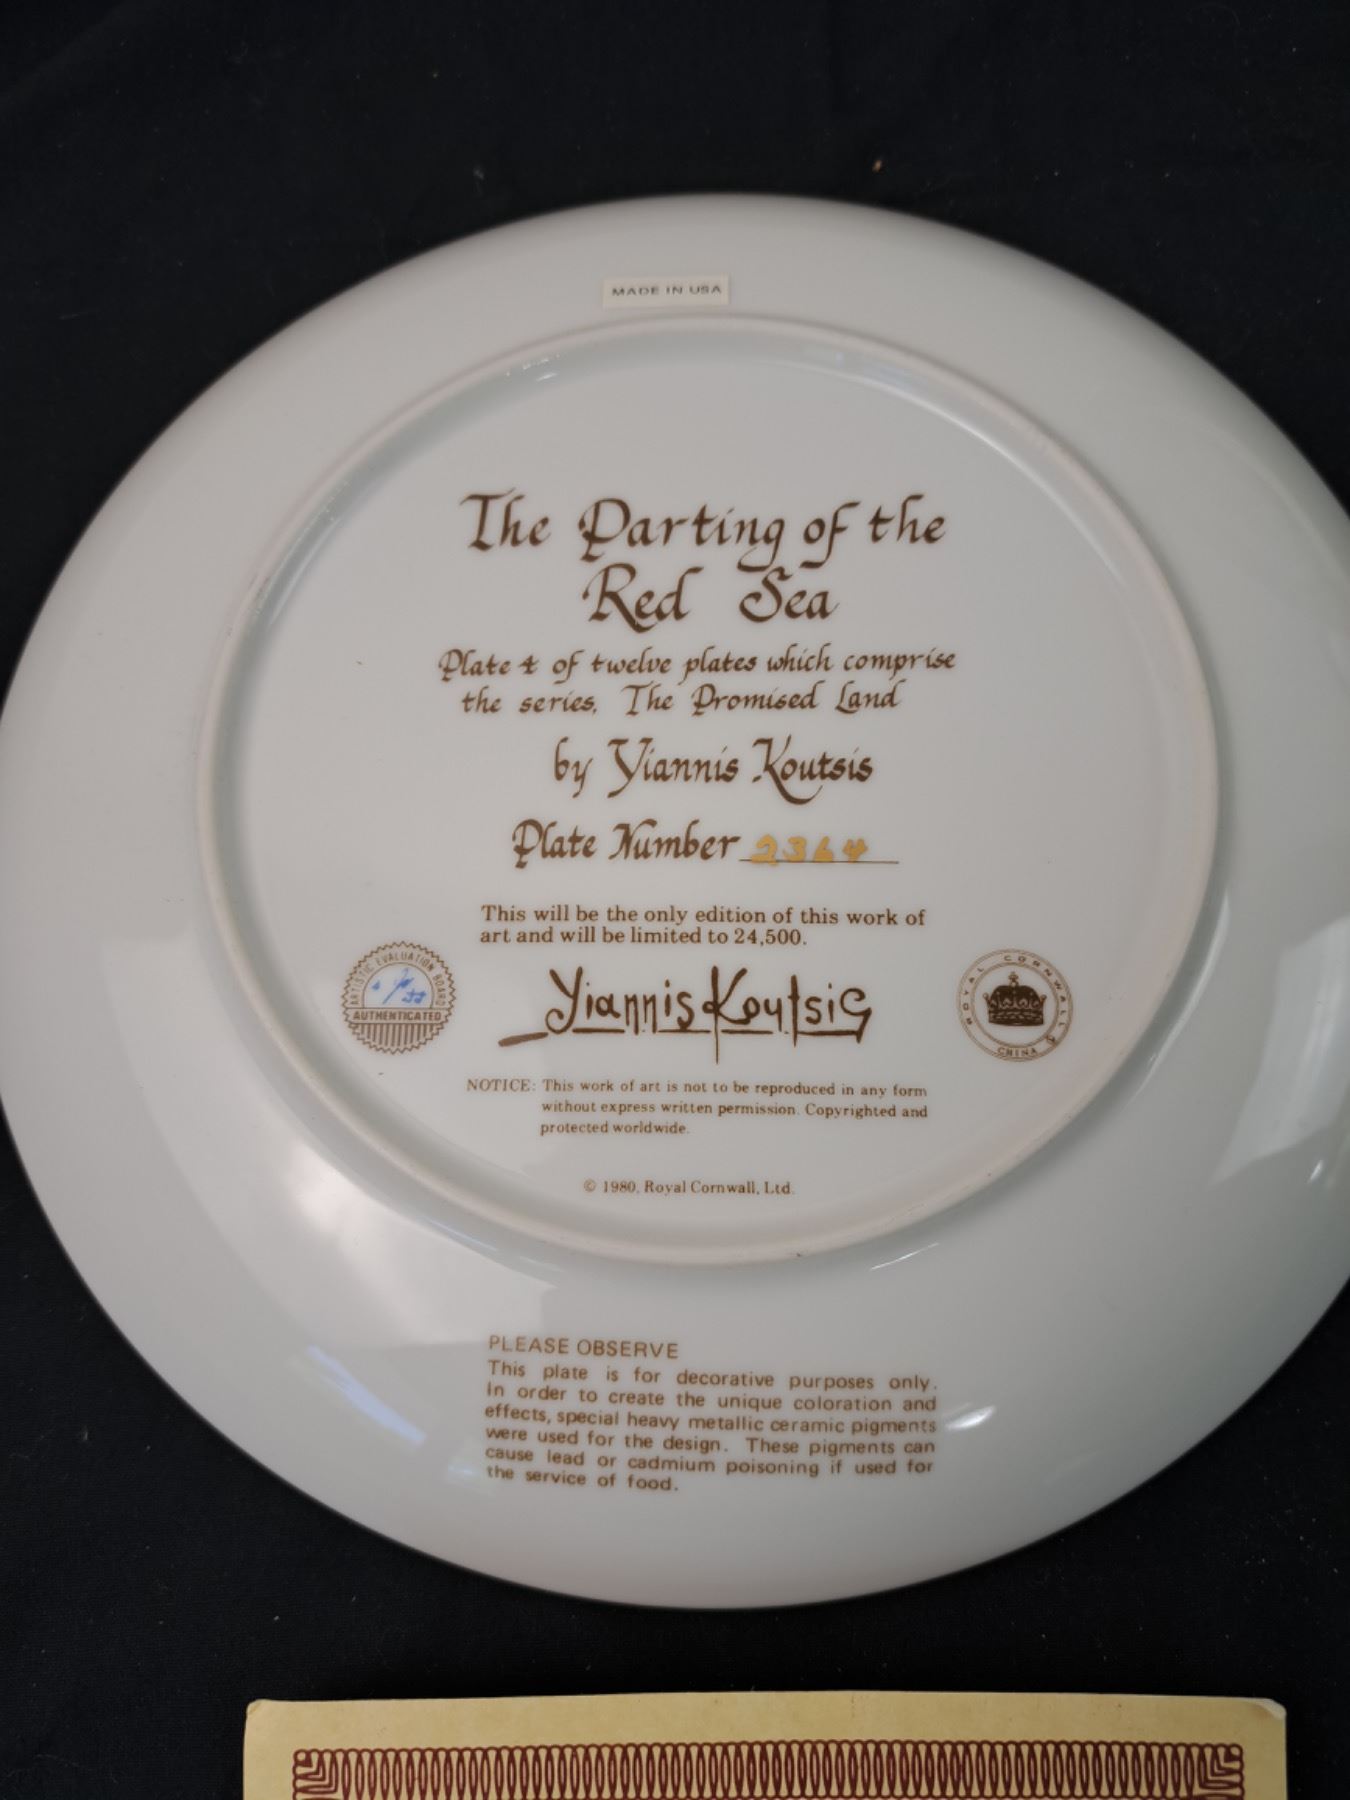 MADE IN USA
The Parting of the
Red Sea
Plate 4 of twelve plates which comprise
the series, The Promised Land
by Yiannis Koutsis
Plate Number 2364
This will be the only edition of this work of
art and will be limited to 24,500.
ARTISTIC EVALUATION BOARD
AUTHENTICATED
Yiannis Koutsis
ROYAL CORNWALL
CHINA
NOTICE: This work of art is not to be reproduced in any form
without express written permission. Copyrighted and
protected worldwide.
© 1980, Royal Cornwall, Ltd.
PLEASE OBSERVE
This plate is for decorative purposes only.
In order to create the unique coloration and
effects, special heavy metallic ceramic pigments
were used for the design. These pigments can
cause lead or cadmium poisoning if used for
the service of food.